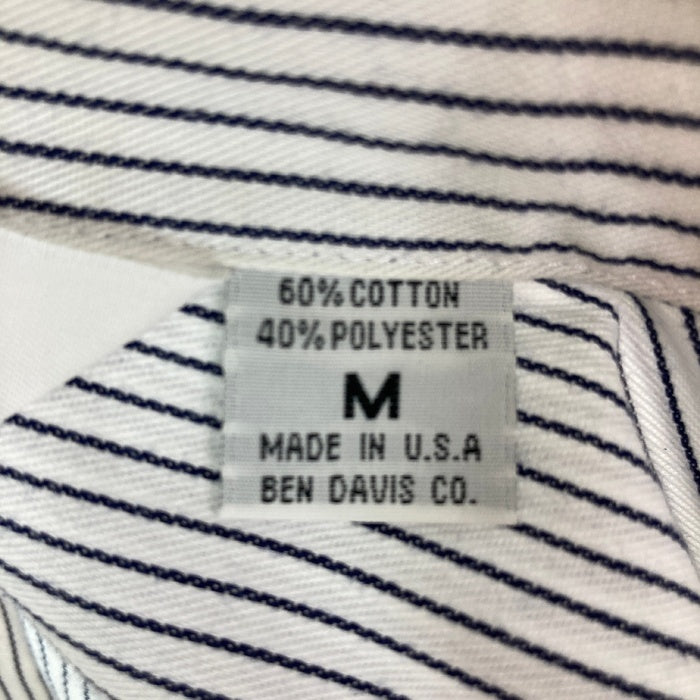 60% COTTON
40% POLYESTER
M
MADE IN U.S.A
BEN DAVIS CO.